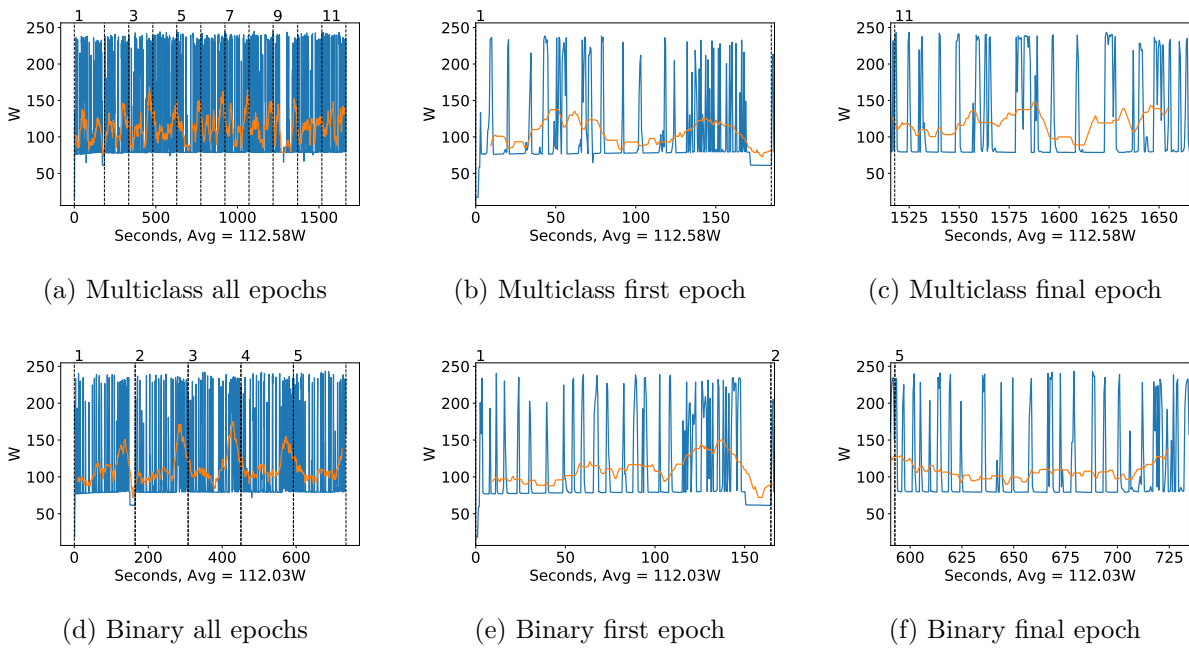 1 3 5 7 9 11
1
11
W
250
200
150
100
50
0 500 1000 1500
Seconds, Avg = 112.58W
W
250
200
150
100
50
0 50 100 150
Seconds, Avg = 112.58W
W
250
200
150
100
50
1525 1550 1575 1600 1625 1650
Seconds, Avg = 112.58W
(a) Multiclass all epochs
(b) Multiclass first epoch
(c) Multiclass final epoch
1 2 3 4 5
1 2
5
W
250
200
150
100
50
0 200 400 600
Seconds, Avg = 112.03W
W
250
200
150
100
50
0 50 100 150
Seconds, Avg = 112.03W
W
250
200
150
100
50
600 625 650 675 700 725
Seconds, Avg = 112.03W
(d) Binary all epochs
(e) Binary first epoch
(f) Binary final epoch